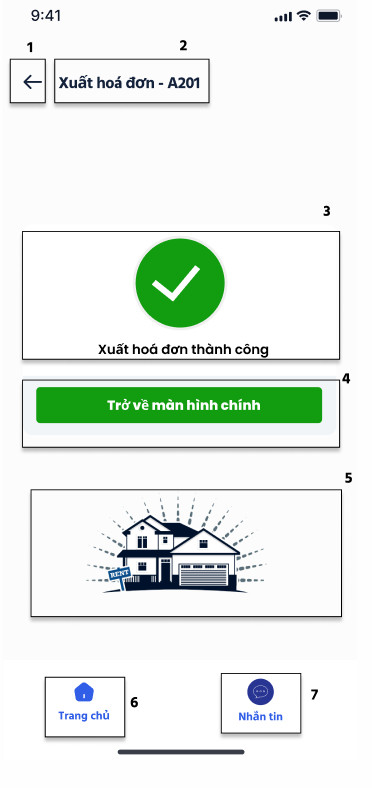 9:41
1
2
Xuất hoá đơn - A201
3
Xuất hoá đơn thành công
4
Trở về màn hình chính
5
RENT
6
Trang chủ
7
Nhắn tin